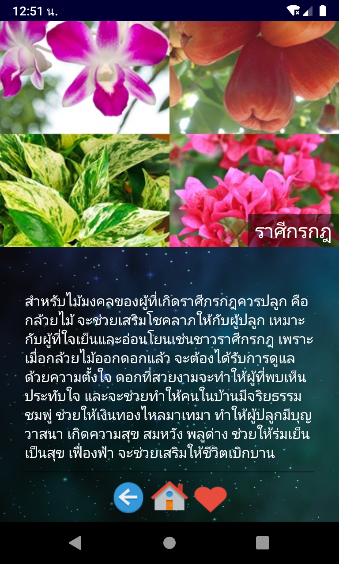 12:51 น.
ราศีกรกฎ
สำหรับไม้มงคลของผู้ที่เกิดราศีกรกฎควรปลูก คือ
กล้วยไม้ จะช่วยเสริมโชคลาภให้กับผู้ปลูก เหมาะ
กับผู้ที่ใจเย็นและอ่อนโยนเช่นชาวราศีกรกฎ เพราะ
เมื่อกล้วยไม้ออกดอกแล้ว จะต้องได้รับการดูแล
ด้วยความตั้งใจ ดอกที่สวยงามจะทำให้ผู้ที่พบเห็น
ประทับใจ และจะช่วยทำให้คนในบ้านมีจริยธรรม
ชมพู่ ช่วยให้เงินทองไหลมาเทมา ทำให้ผู้ปลูกมีบุญ
วาสนา เกิดความสุข สมหวัง พลูด่าง ช่วยให้ร่มเย็น
เป็นสุข เฟื่องฟ้า จะช่วยเสริมให้ชีวิตเบิกบาน